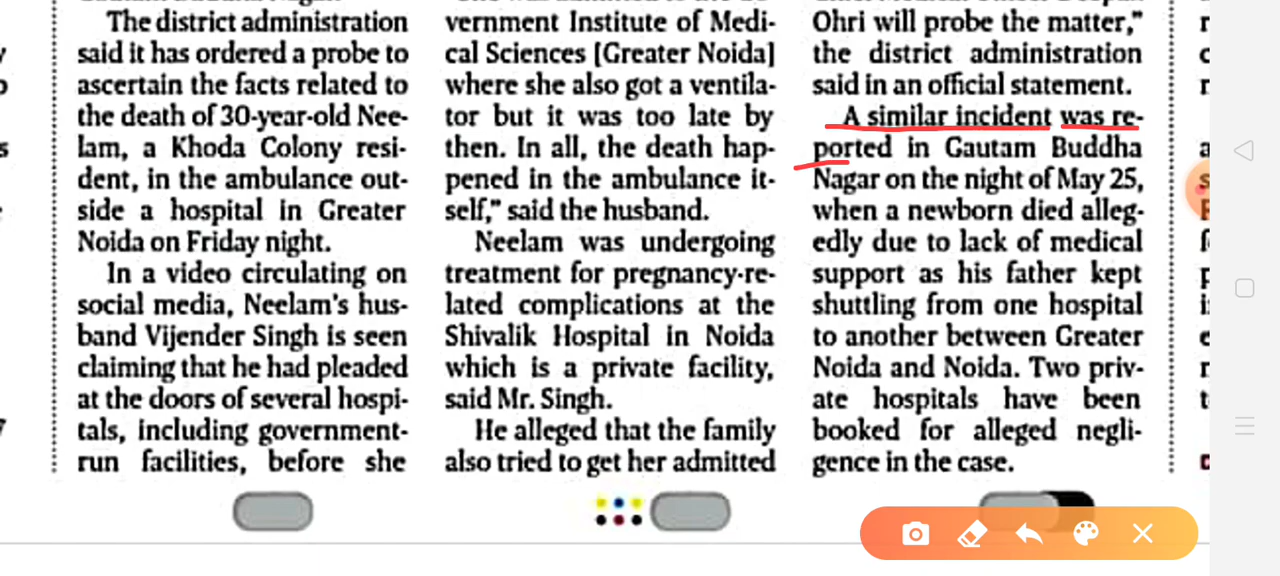 The district administration
said it has ordered a probe to
ascertain the facts related to
the death of 30-year-old Nee-
lam, a Khoda Colony resi-
dent, in the ambulance out-
side a hospital in Greater
Noida on Friday night.
In a video circulating on
social media, Neelam's hus-
band Vijender Singh is seen
claiming that he had pleaded
at the doors of several hospi-
tals, including government-
run facilities, before she
vernment Institute of Medi-
cal Sciences [Greater Noida]
where she also got a ventila-
tor but it was too late by
then. In all, the death hap-
pened in the ambulance it-
self," said the husband.
Neelam was undergoing
treatment for pregnancy-re-
lated complications at the
Shivalik Hospital in Noida
which is a private facility,
said Mr. Singh.
He alleged that the family
also tried to get her admitted
Ohri will probe the matter,"
the district administration
said in an official statement.
A similar incident was re-
ported in Gautam Buddha
Nagar on the night of May 25,
when a newborn died alleg-
edly due to lack of medical
support as his father kept
shuttling from one hospital
to another between Greater
Noida and Noida. Two priv-
ate hospitals have been
booked for alleged negli-
gence in the case.